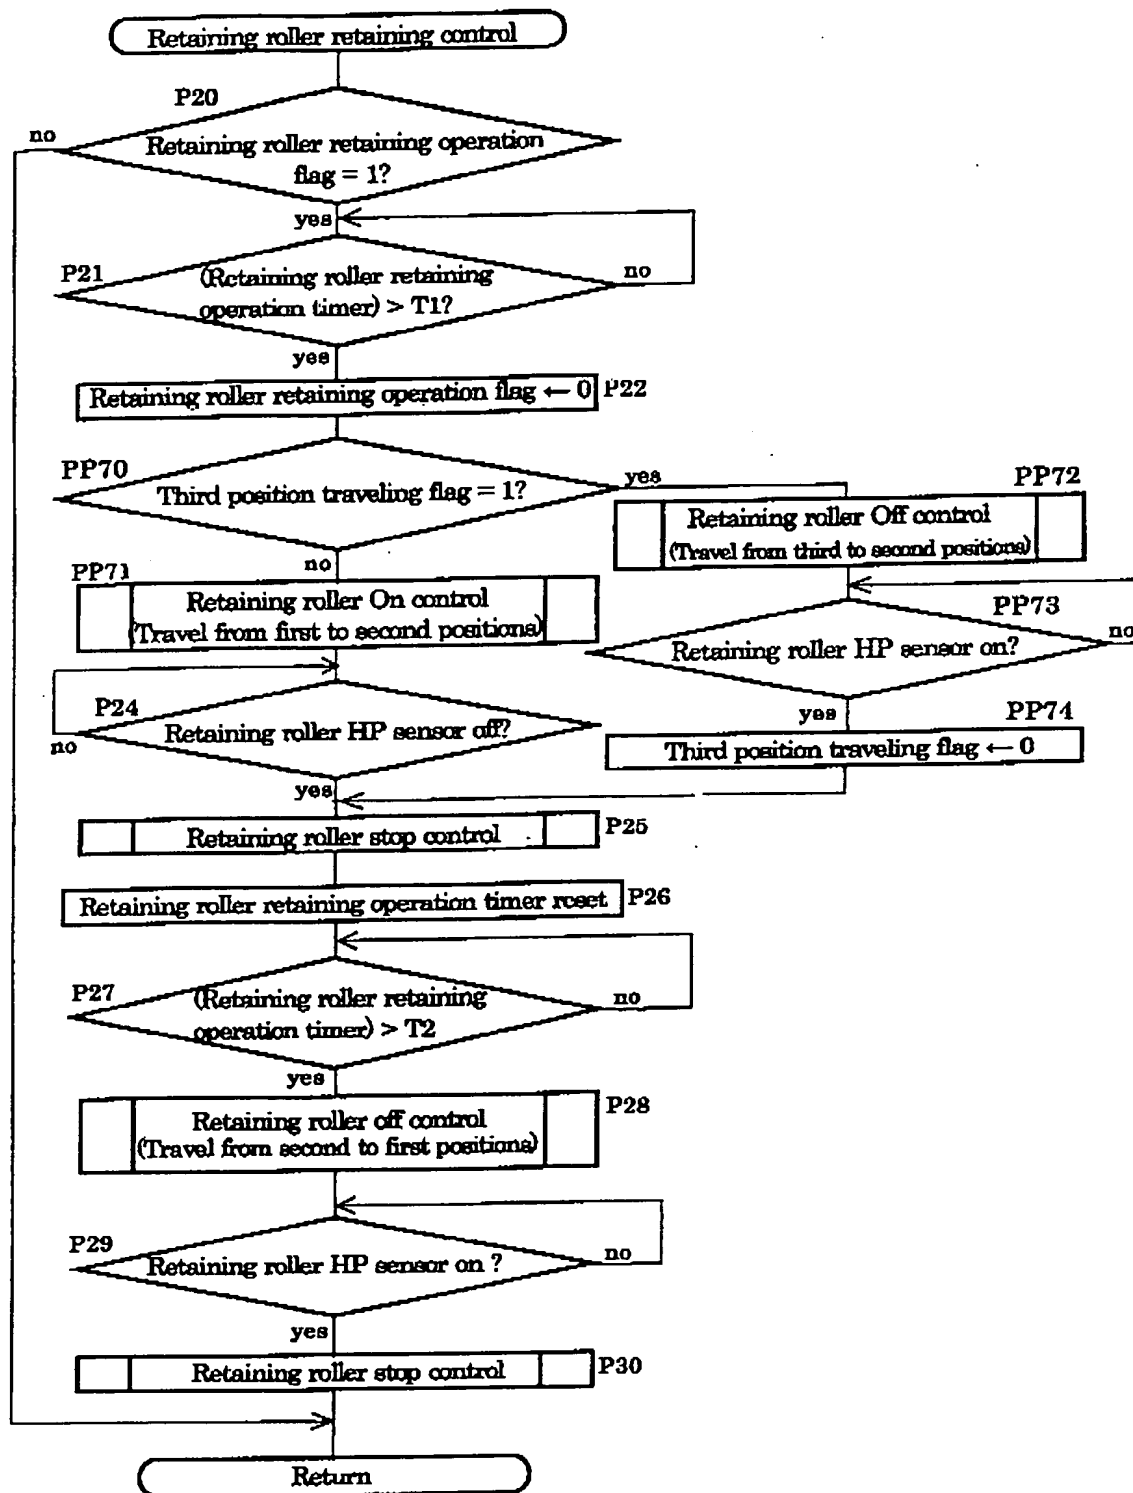 Retaining roller retaining control
P20
no
Retaining roller retaining operation
flag = 1?
yes
P21
(Retaining roller retaining
operation timer) > T1?
no
yes
Retaining roller retaining operation flag ← 0
P22
PP70
Third position traveling flag = 1?
yes
no
PP72
Retaining roller Off control
(Travel from third to second positions)
PP71
Retaining roller On control
(Travel from first to second positions)
PP73
Retaining roller HP sensor on?
no
yes
P24
Retaining roller HP sensor off?
no
yes
PP74
Third position traveling flag ← 0
Retaining roller stop control
P25
Retaining roller retaining operation timer reset
P26
P27
(Retaining roller retaining
operation timer) > T2
no
yes
Retaining roller off control
(Travel from second to first positions)
P28
P29
Retaining roller HP sensor on ?
no
yes
Retaining roller stop control
P30
Return